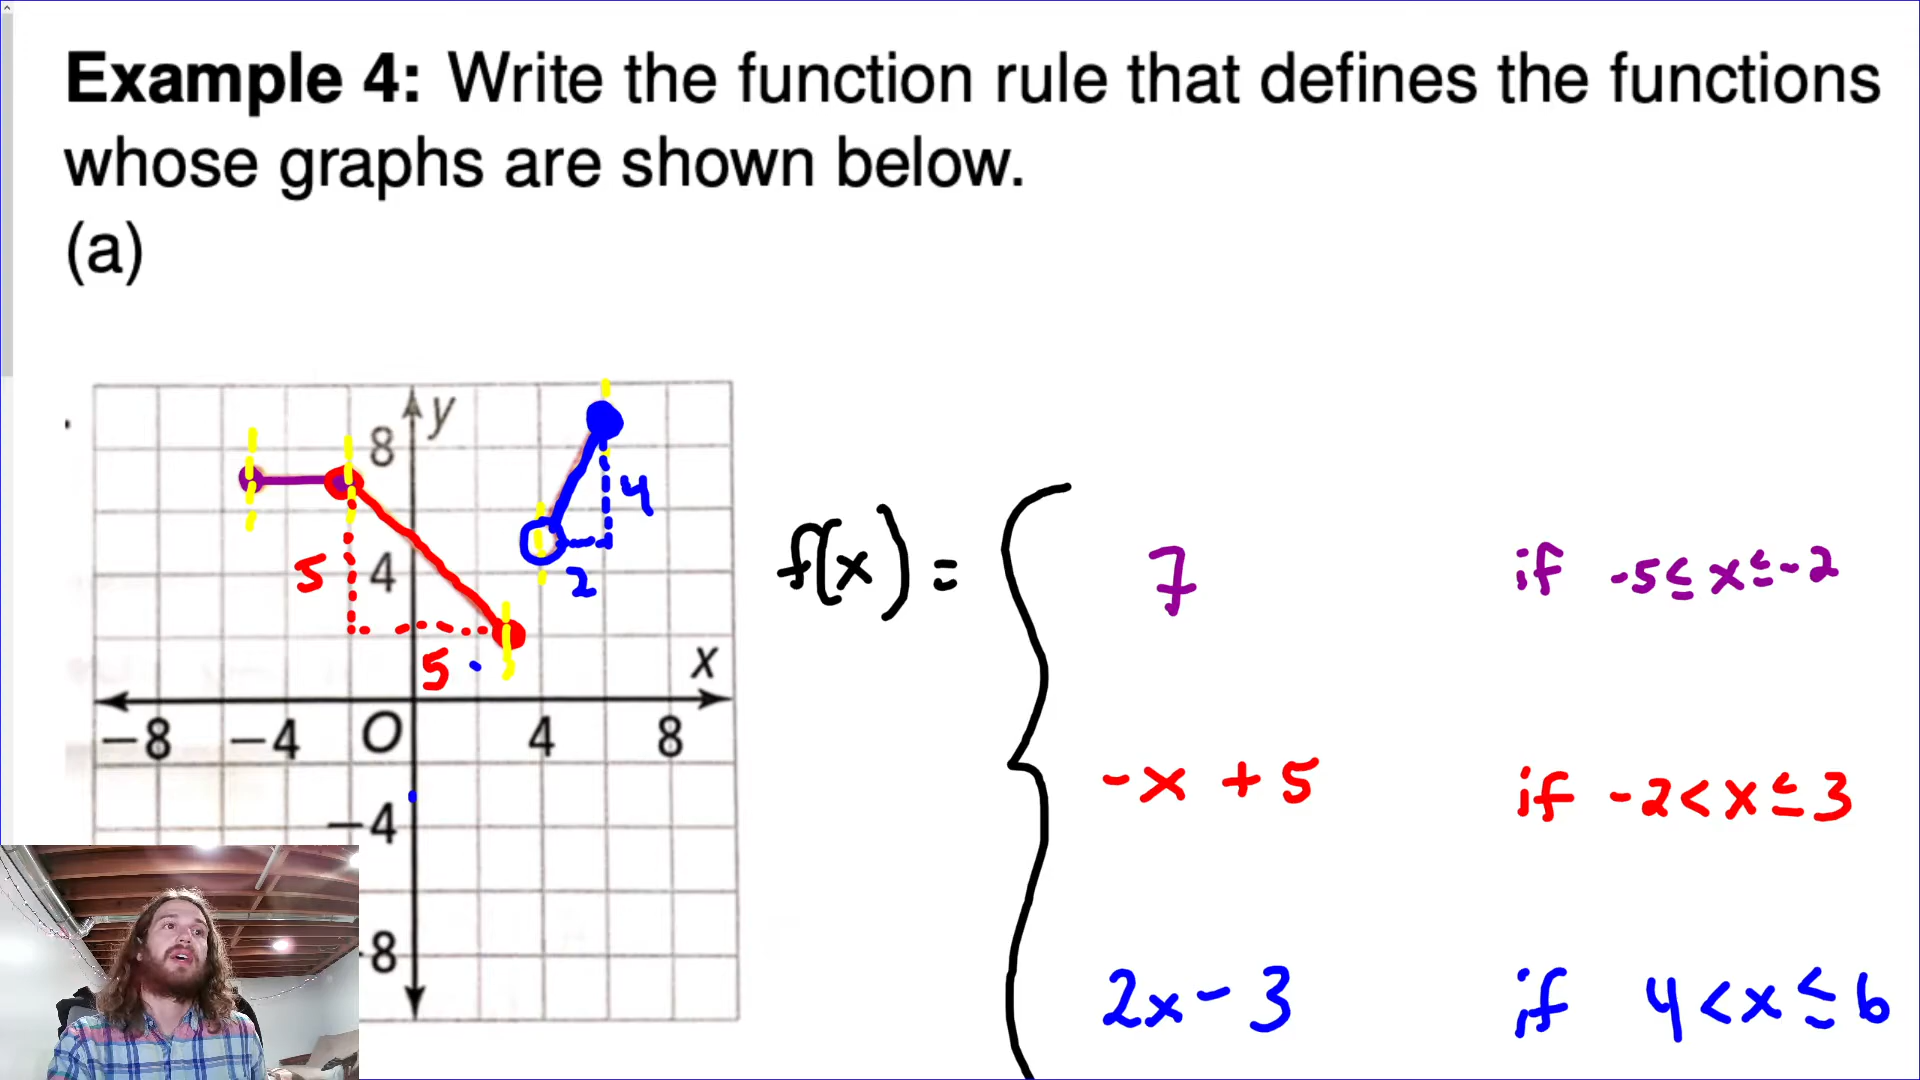 Example 4: Write the function rule that defines the functions
whose graphs are shown below.
(a)
y
8
4
5
4
2
5
x
-8 -4 O 4 8
-4
-8
f(x) =
7 if -5 ≤ x ≤ -2
-x + 5 if -2 < x ≤ 3
2x - 3 if 4 < x ≤ 6